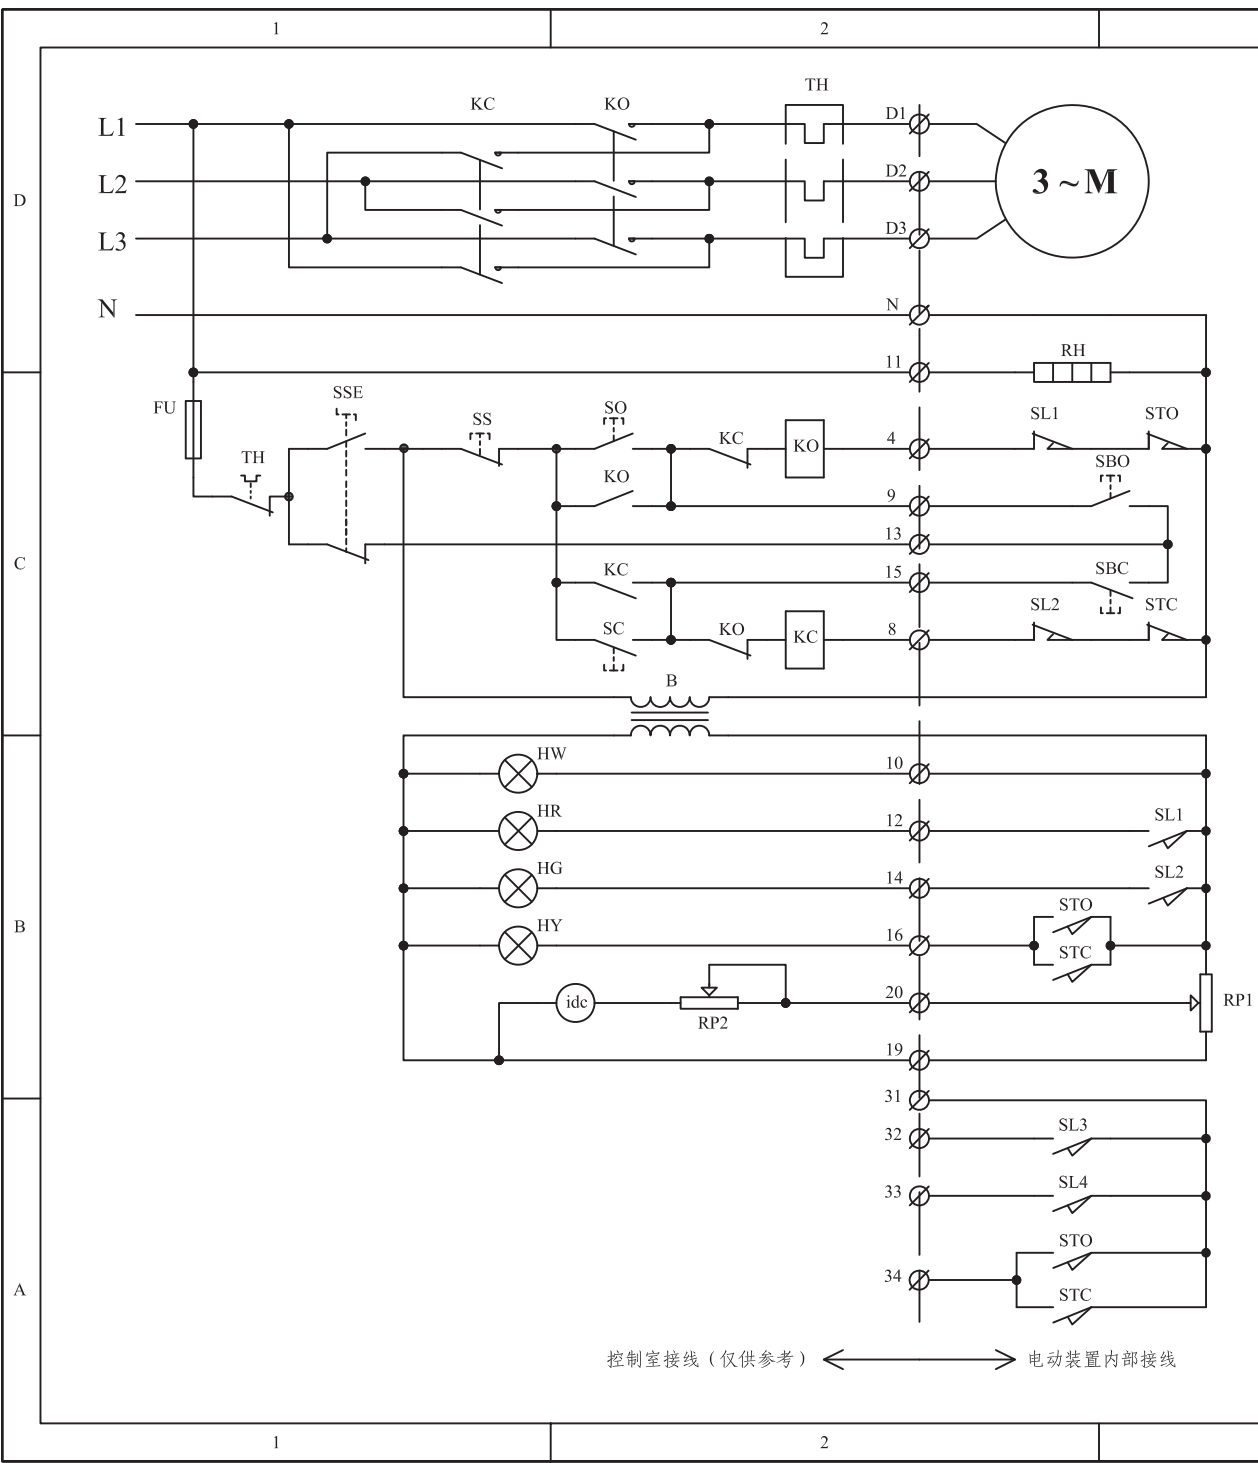 1 2
KC KO TH
L1 D1
L2 D2 3~M
D
L3 D3
N N
11 RH
FU SSE SS SO KC KO 4 SL1 STO
TH KO 9 SBO
13
C
KC 15 SBC
SC KO KC 8 SL2 STC
B
HW 10
HR 12 SL1
HG 14 SL2
B
HY 16 STO
STC
idc RP2 20 RP1
19
31
32 SL3
33 SL4
STO
A 34
STC
控制室接线（仅供参考） 电动装置内部接线
1 2